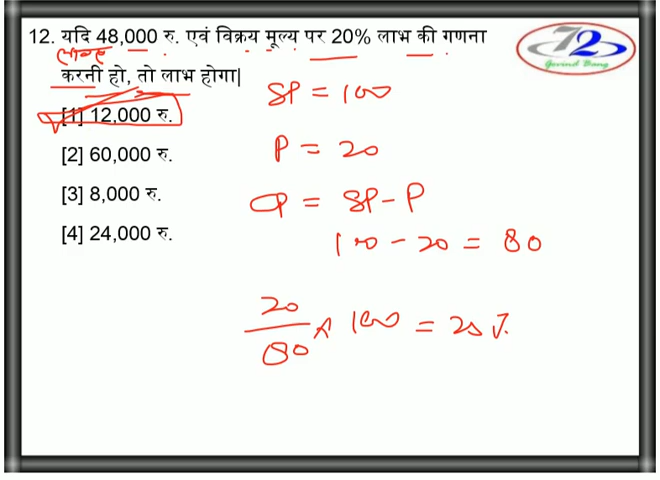 12. यदि 48,000 रु. एवं विक्रय मूल्य पर 20% लाभ की गणना
लागत
करनी हो, तो लाभ होगा|
[1] 12,000 रु.
[2] 60,000 रु.
[3] 8,000 रु.
[4] 24,000 रु.
72
Govind Bang
SP = 100
P = 20
CP = SP - P
100 - 20 = 80
20
80 × 100 = 25 %